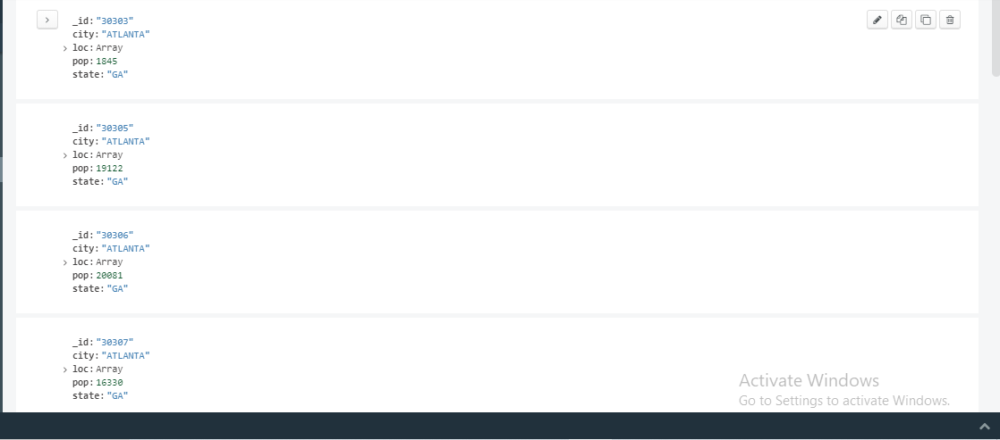 _id: "30303"
city: "ATLANTA"
loc: Array
pop: 1845
state: "GA"
_id: "30305"
city: "ATLANTA"
loc: Array
pop: 19122
state: "GA"
_id: "30306"
city: "ATLANTA"
loc: Array
pop: 20081
state: "GA"
_id: "30307"
city: "ATLANTA"
loc: Array
pop: 16330
state: "GA"
Activate Windows
Go to Settings to activate Windows.